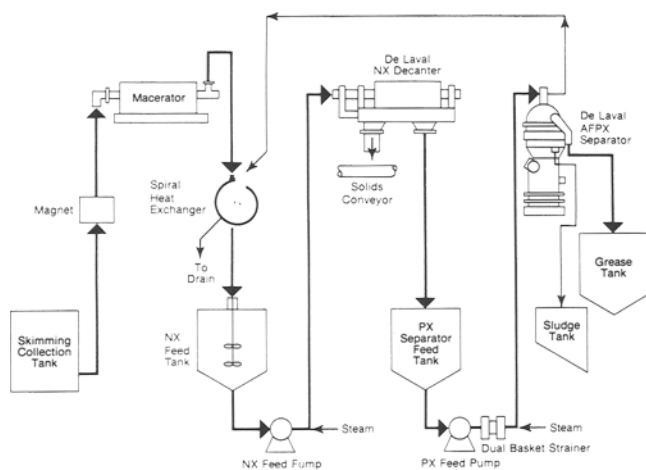 De Laval
NX Decanter
Macerator
De Laval
AFPX
Separator
Magnet
Spiral
Heat
Exchanger
Solids
Conveyor
To
Drain
Grease
Tank
Skimming
Collection
Tank
NX
Feed
Tank
PX
Separator
Feed
Tank
Sludge
Tank
Steam
Steam
NX Feed Fump
PX Feed Pump
Dual Basket Strainer